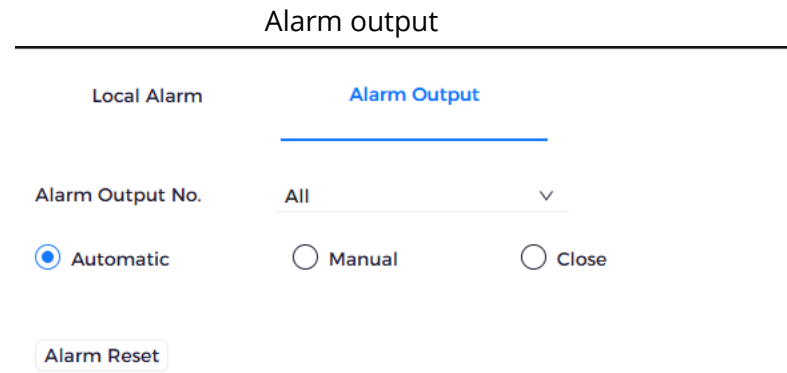 Alarm output
Local Alarm Alarm Output
Alarm Output No. All
Automatic Manual Close
Alarm Reset